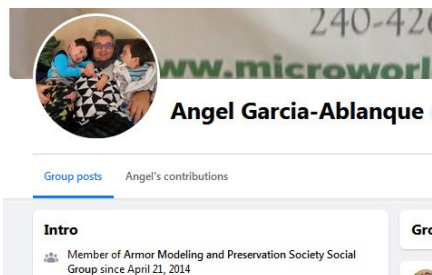 240-426
www.microworl
Angel Garcia-Ablanque
Group posts Angel's contributions
Intro
Gro
Member of Armor Modeling and Preservation Society Social
Group since April 21, 2014